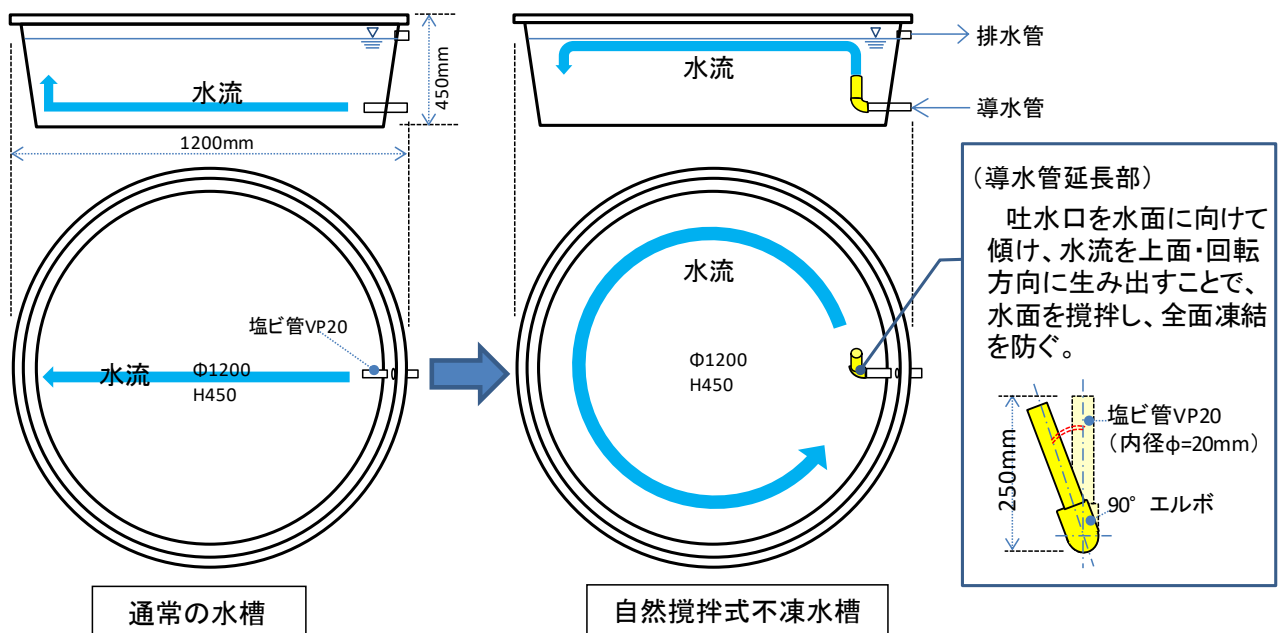 水流
450mm
1200mm
塩ビ管VP20
水流
Φ1200
H450
通常の水槽
水流
排水管
導水管
水流
Φ1200
H450
自然撹拌式不凍水槽
(導水管延長部)
吐水口を水面に向けて
傾け、水流を上面・回転
方向に生み出すことで、
水面を撹拌し、全面凍結
を防ぐ。
250mm
塩ビ管VP20
(内径φ=20mm)
90° エルボ